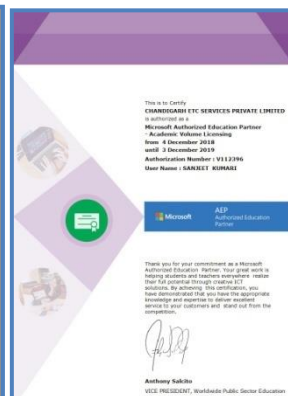 This is to Certify
CHANDIGARH ETC SERVICES PRIVATE LIMITED
is authorized as a
Microsoft Authorized Education Partner
- Academic Volume Licensing
from 4 December 2018
until 3 December 2019
Authorization Number : V112396
User Name : SANJEET KUMARI
Microsoft
AEP
Authorized Education
Partner
Thank you for your commitment as a Microsoft
Authorized Education Partner. Your great work is
helping students and teachers everywhere realize
their full potential through creative ICT
solutions. By achieving this certification, you
have demonstrated that you have the appropriate
knowledge and expertise to deliver excellent
service to your customers and stand out from the
competition.
Anthony Salcito
VICE PRESIDENT, Worldwide Public Sector Education